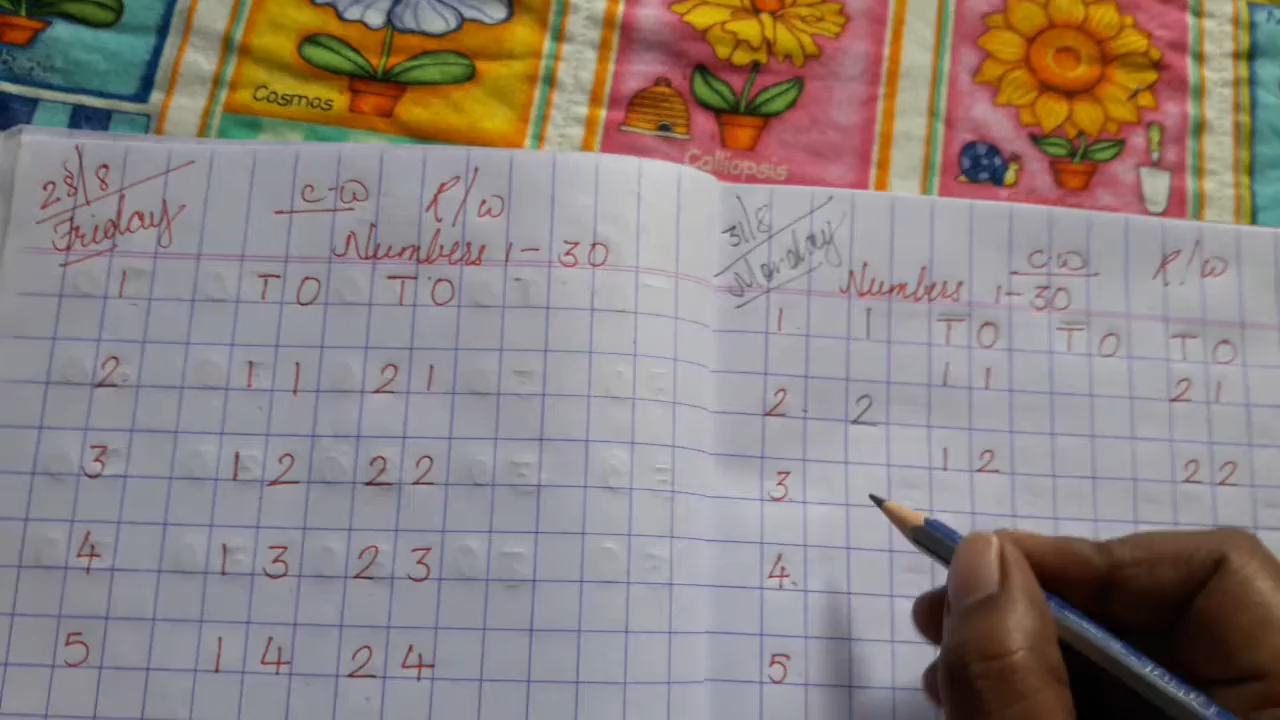 Cosmos
Calliopsis
28/8
Friday
C-W R/W
Numbers 1-30
1 T O T O
2. 1 1 2 1
3 1 2 2 2
4 1 3 2 3
5 1 4 2 4
31/8
Monday
C W R/W
Numbers 1-30
1 1 T O T O T O
1 1 2 1
2. 2
1 2 2 2
3.
4.
5